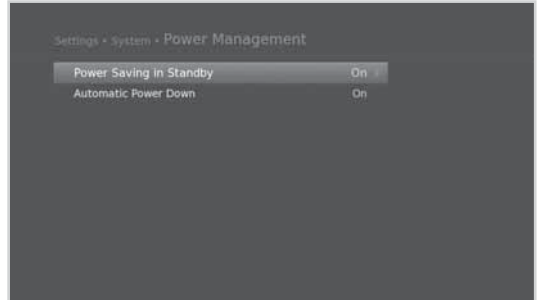 Settings • System • Power Management
Power Saving in Standby On
Automatic Power Down On